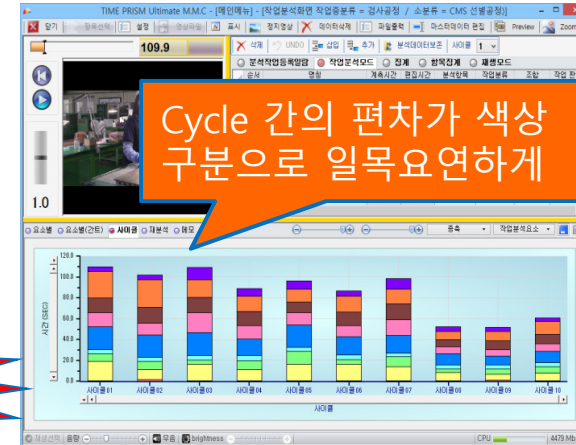 TIME PRISM Ultimate M.M.C - [메인메뉴] - [작업분석화면 작업중분류 = 검사공정 / 소분류 = CMS 선별공정)]
닫기 설정 표시 정지영상 데이터삭제 파일출력 마스터데이터 편집 Preview Zoom
109.9
삭제 UNDO 삽입 추가 분석데이터보존 사이클 1
분석작업등록일람 작업분석모드 집계 항목집계 재생모드
순서 명칭 계측시간 편집시간 분석항목 작업분류 조합
Cycle 간의 편차가 색상
구분으로 일목요연하게
1.0
요소별 요소별(간트) 사이클 재분석 메모 종축 작업분석요소
시간 (SEC)
120.0
100.0
80.0
60.0
40.0
20.0
0.0
사이클01 사이클02 사이클03 사이클04 사이클05 사이클06 사이클07 사이클08 사이클09 사이클10
사이클
재생선택 음량 무음 brightness CPU 4479 Mb